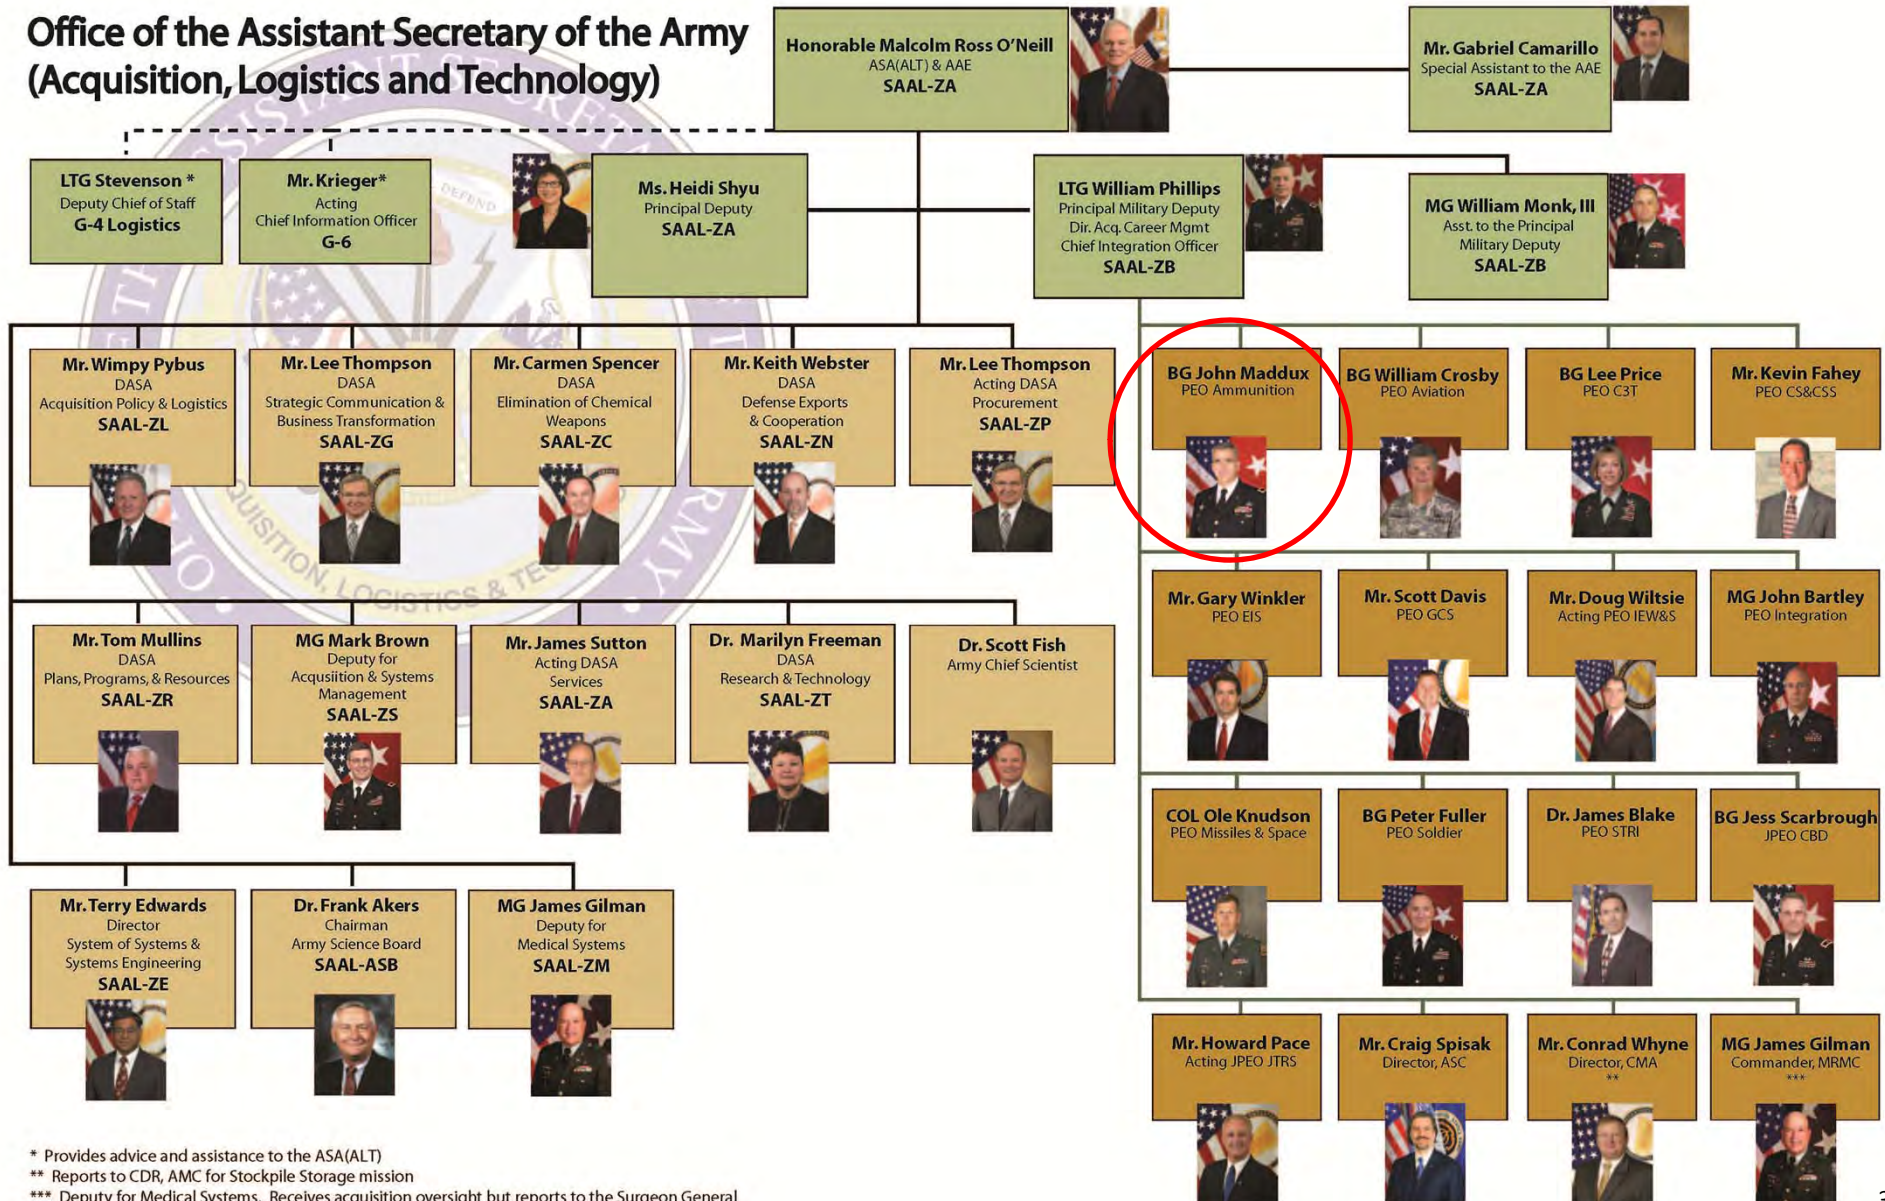 Office of the Assistant Secretary of the Army
(Acquisition, Logistics and Technology)
Honorable Malcolm Ross O'Neill
ASA(ALT) & AAE
SAAL-ZA
Mr. Gabriel Camarillo
Special Assistant to the AAE
SAAL-ZA
LTG Stevenson *
Deputy Chief of Staff
G-4 Logistics
Mr. Krieger*
Acting
Chief Information Officer
G-6
Ms. Heidi Shyu
Principal Deputy
SAAL-ZA
LTG William Phillips
Principal Military Deputy
Dir. Acq. Career Mgmt
Chief Integration Officer
SAAL-ZB
MG William Monk, III
Asst. to the Principal
Military Deputy
SAAL-ZB
Mr. Wimpy Pybus
DASA
Acquisition Policy & Logistics
SAAL-ZL
Mr. Lee Thompson
DASA
Strategic Communication &
Business Transformation
SAAL-ZG
Mr. Carmen Spencer
DASA
Elimination of Chemical
Weapons
SAAL-ZC
Mr. Keith Webster
DASA
Defense Exports
& Cooperation
SAAL-ZN
Mr. Lee Thompson
Acting DASA
Procurement
SAAL-ZP
BG John Maddux
PEO Ammunition
BG William Crosby
PEO Aviation
BG Lee Price
PEO C3T
Mr. Kevin Fahey
PEO CS&CSS
Mr. Tom Mullins
DASA
Plans, Programs, & Resources
SAAL-ZR
MG Mark Brown
Deputy for
Acqusiition & Systems
Management
SAAL-ZS
Mr. James Sutton
Acting DASA
Services
SAAL-ZA
Dr. Marilyn Freeman
DASA
Research & Technology
SAAL-ZT
Dr. Scott Fish
Army Chief Scientist
Mr. Gary Winkler
PEO EIS
Mr. Scott Davis
PEO GCS
Mr. Doug Wiltsie
Acting PEO IEW&S
MG John Bartley
PEO Integration
COL Ole Knudson
PEO Missiles & Space
BG Peter Fuller
PEO Soldier
Dr. James Blake
PEO STRI
BG Jess Scarbrough
JPEO CBD
Mr. Terry Edwards
Director
System of Systems &
Systems Engineering
SAAL-ZE
Dr. Frank Akers
Chairman
Army Science Board
SAAL-ASB
MG James Gilman
Deputy for
Medical Systems
SAAL-ZM
Mr. Howard Pace
Acting JPEO JTRS
Mr. Craig Spisak
Director, ASC
Mr. Conrad Whyne
Director, CMA
**
MG James Gilman
Commander, MRMC
***
* Provides advice and assistance to the ASA(ALT)
** Reports to CDR, AMC for Stockpile Storage mission
*** Deputy for Medical Systems. Receives acquisition oversight but reports to the Surgeon General